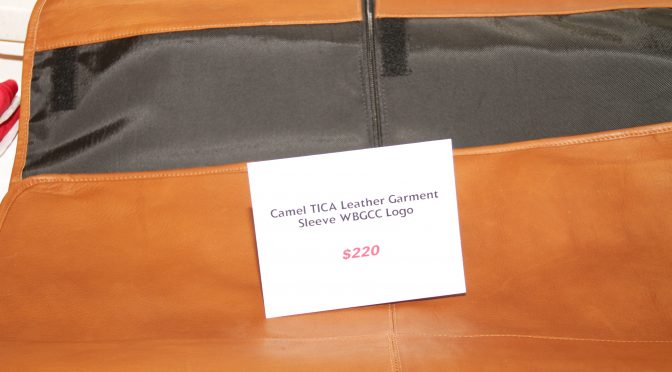 Camel TICA Leather Garment
Sleeve WBGCC Logo
$220